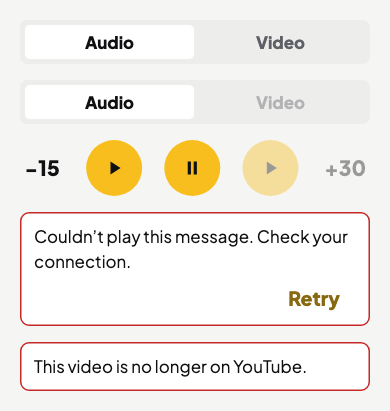 Audio Video
Audio Video
-15 +30
Couldn't play this message. Check your
connection.
Retry
This video is no longer on YouTube.